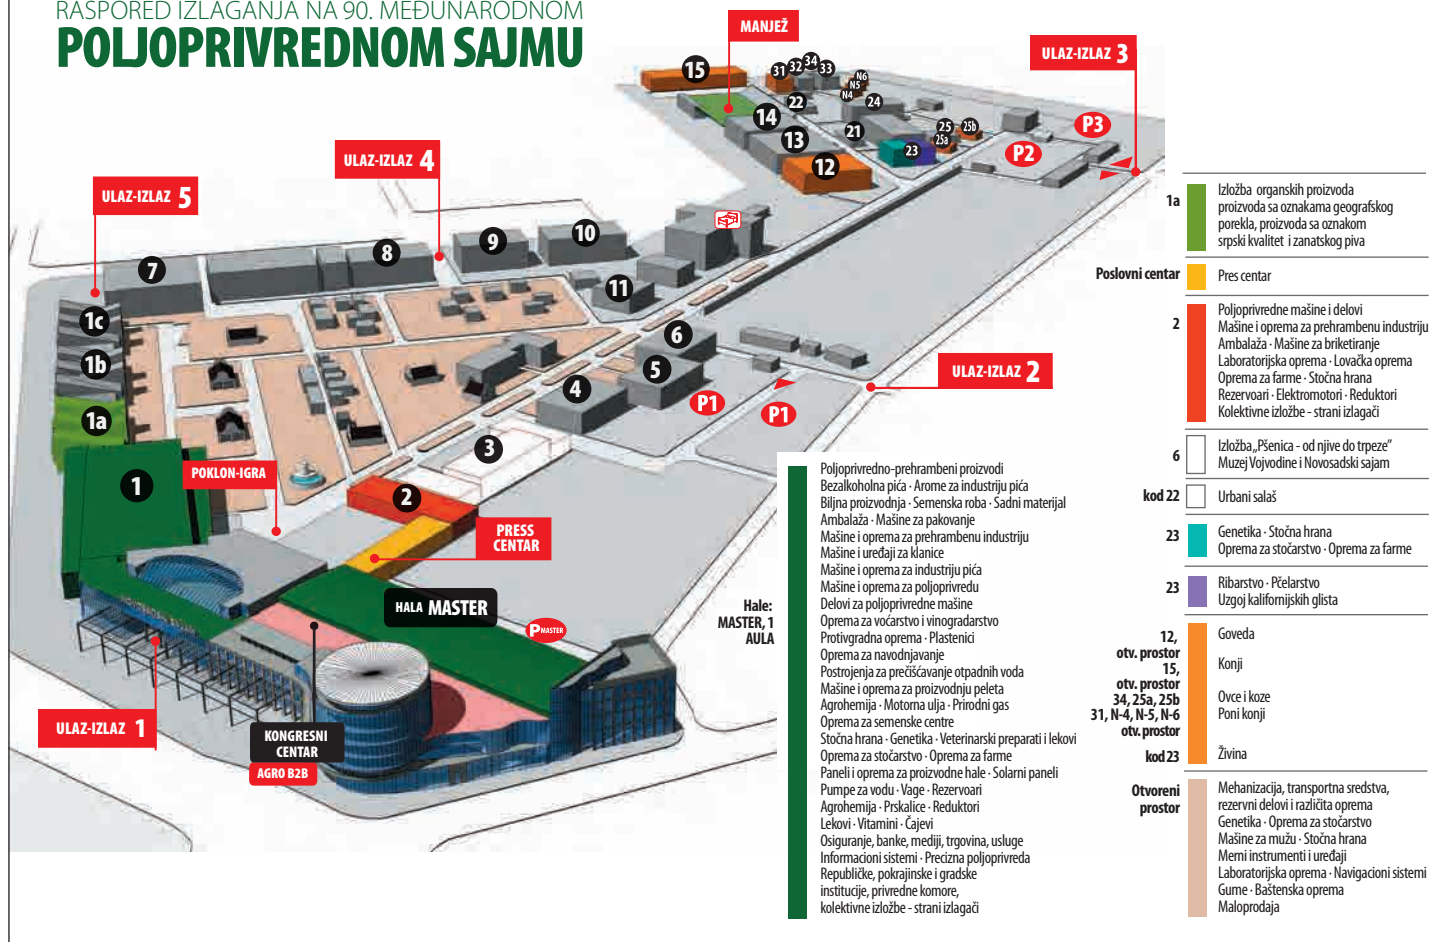 RASPORED IZLAGANJA NA 90. MEĐUNARODNOM
POLJOPRIVREDNOM SAJMU
MANJEŽ
ULAZ-IZLAZ 3
15
31
32
34
33
N6
N5
N4
22
24
14
13
21
25
25b
25a
23
12
P3
P2
ULAZ-IZLAZ 4
ULAZ-IZLAZ 5
7
8
9
10
11
1c
1b
1a
1
6
5
4
3
2
P1
P1
ULAZ-IZLAZ 2
POKLON-IGRA
PRESS
CENTAR
HALA MASTER
P MASTER
ULAZ-IZLAZ 1
KONGRESNI
CENTAR
AGRO B2B
Hale:
MASTER, 1
AULA
Poljoprivredno-prehrambeni proizvodi
Bezalkoholna pića · Arome za industriju pića
Biljna proizvodnja · Semenska roba · Sadni materijal
Ambalaža · Mašine za pakovanje
Mašine i oprema za prehrambenu industriju
Mašine i uređaji za klanice
Mašine i oprema za industriju pića
Mašine i oprema za poljoprivredu
Delovi za poljoprivredne mašine
Oprema za voćarstvo i vinogradarstvo
Protivgradna oprema · Plastenici
Oprema za navodnjavanje
Postrojenja za prečišćavanje otpadnih voda
Mašine i oprema za proizvodnju peleta
Agrohemija · Motorna ulja · Prirodni gas
Oprema za semenske centre
Stočna hrana · Genetika · Veterinarski preparati i lekovi
Oprema za stočarstvo · Oprema za farme
Paneli i oprema za proizvodne hale · Solarni paneli
Pumpe za vodu · Vage · Rezervoari
Agrohemija · Prskalice · Reduktori
Lekovi · Vitamini · Čajevi
Osiguranje, banke, mediji, trgovina, usluge
Informacioni sistemi · Precizna poljoprivreda
Republičke, pokrajinske i gradske
institucije, privredne komore,
kolektivne izložbe - strani izlagači
1a
Izložba organskih proizvoda
proizvoda sa oznakama geografskog
porekla, proizvoda sa oznakom
srpski kvalitet i zanatskog piva
Poslovni centar
Pres centar
2
Poljoprivredne mašine i delovi
Mašine i oprema za prehrambenu industriju
Ambalaža · Mašine za briketiranje
Laboratorijska oprema · Lovačka oprema
Oprema za farme · Stočna hrana
Rezervoari · Elektromotori · Reduktori
Kolektivne izložbe - strani izlagači
6
Izložba „Pšenica - od njive do trpeze”
Muzej Vojvodine i Novosadski sajam
kod 22
Urbani salaš
23
Genetika · Stočna hrana
Oprema za stočarstvo · Oprema za farme
23
Ribarstvo · Pčelarstvo
Uzgoj kalifornijskih glista
12,
otv. prostor
Goveda
15,
otv. prostor
Konji
34, 25a, 25b
Ovce i koze
31, N-4, N-5, N-6
otv. prostor
Poni konji
kod 23
Živina
Otvoreni
prostor
Mehanizacija, transportna sredstva,
rezervni delovi i različita oprema
Genetika · Oprema za stočarstvo
Mašine za mužu · Stočna hrana
Merni instrumenti i uređaji
Laboratorijska oprema · Navigacioni sistemi
Gume · Baštenska oprema
Maloprodaja